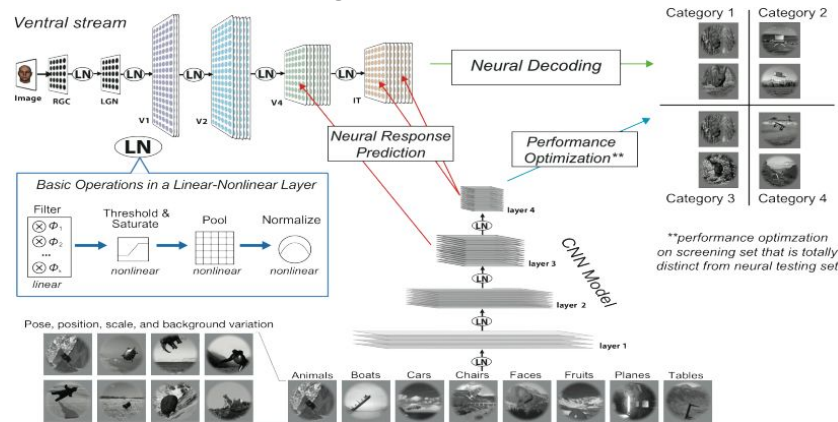 Ventral stream
Category 1
Category 2
LN
LN
LN
LN
LN
Image
RGC
LGN
V1
V2
V4
IT
Neural Decoding
LN
Neural Response
Prediction
Performance
Optimization**
Category 3
Category 4
Basic Operations in a Linear-Nonlinear Layer
Filter
Threshold &
Saturate
Pool
Normalize
Φ1
Φ2
...
linear
nonlinear
nonlinear
nonlinear
layer 4
LN
layer 3
LN
layer 2
LN
layer 1
LN
CNN Model
**performance optimzation
on screening set that is totally
distinct from neural testing set
Pose, position, scale, and background variation
Animals
Boats
Cars
Chairs
Faces
Fruits
Planes
Tables